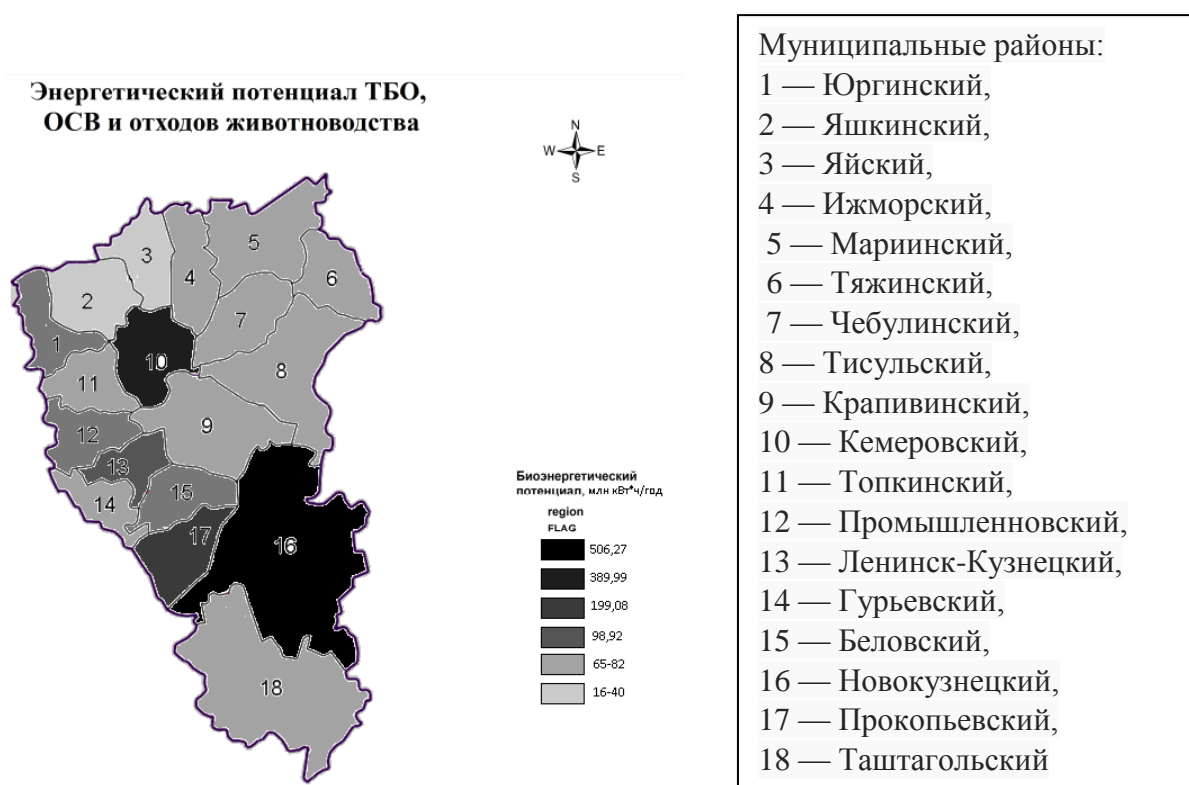 Энергетический потенциал ТБО,
ОСВ и отходов животноводства
N
W E
S
3
5
4
6
2
7
1
10
8
11
9
12
13
15
14
17
16
18
Биоэнергетический
потенциал, млн кВт*ч/год
region
FLAG
506,27
389,99
199,08
98,92
65-82
16-40
Муниципальные районы:
1 — Юргинский,
2 — Яшкинский,
3 — Яйский,
4 — Ижморский,
5 — Мариинский,
6 — Тяжинский,
7 — Чебулинский,
8 — Тисульский,
9 — Крапивинский,
10 — Кемеровский,
11 — Топкинский,
12 — Промышленновский,
13 — Ленинск-Кузнецкий,
14 — Гурьевский,
15 — Беловский,
16 — Новокузнецкий,
17 — Прокопьевский,
18 — Таштагольский